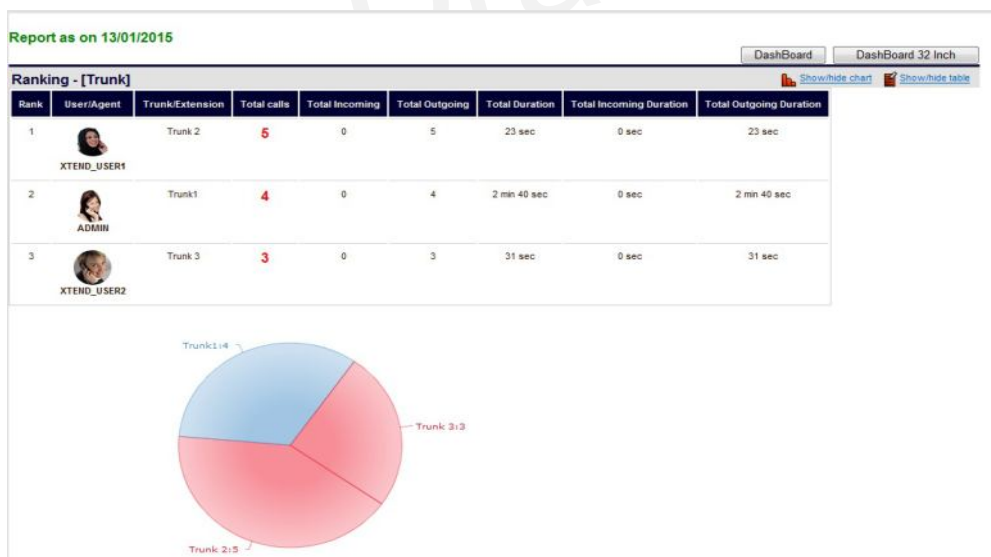 Report as on 13/01/2015
DashBoard DashBoard 32 Inch
Ranking - [Trunk] Show/hide chart Show/hide table
Rank User/Agent Trunk/Extension Total calls Total Incoming Total Outgoing Total Duration Total Incoming Duration Total Outgoing Duration
1 Trunk 2 5 0 5 23 sec 0 sec 23 sec
XTEND_USER1
2 Trunk1 4 0 4 2 min 40 sec 0 sec 2 min 40 sec
ADMIN
3 Trunk 3 3 0 3 31 sec 0 sec 31 sec
XTEND_USER2
Trunk1:4
Trunk 3:3
Trunk 2:5